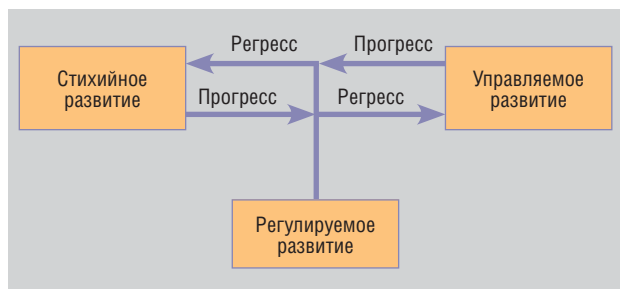 Регресс
Прогресс
Стихийное
развитие
Управляемое
развитие
Прогресс
Регресс
Регулируемое
развитие